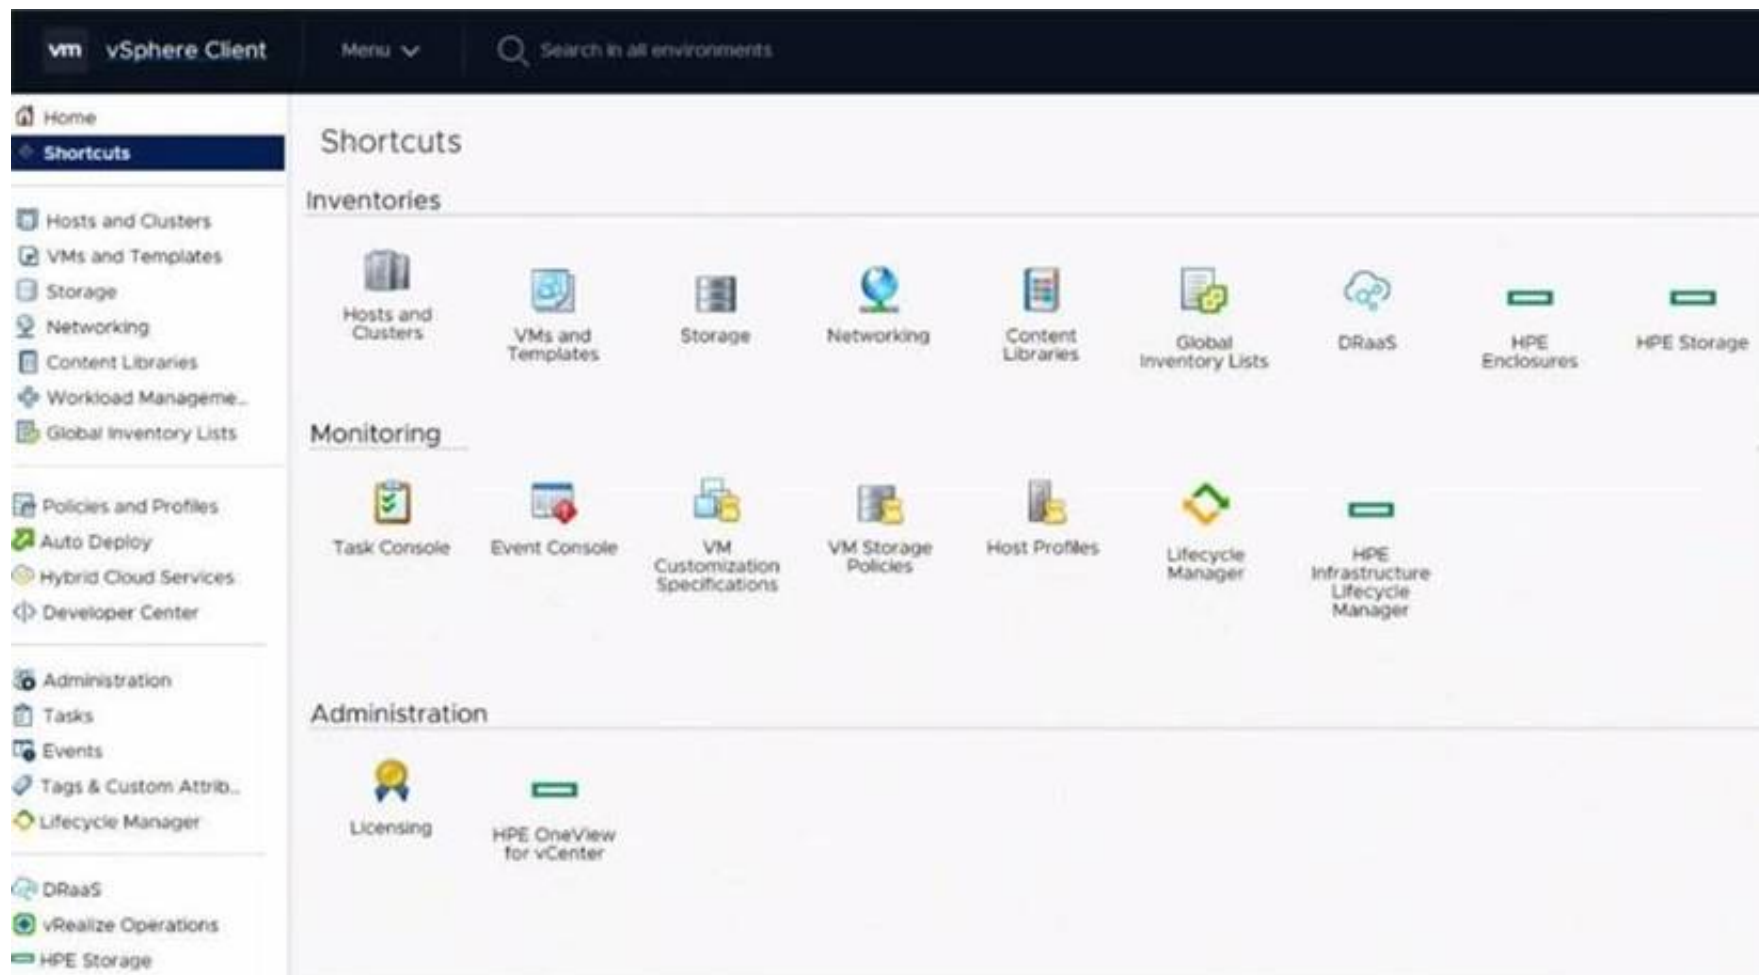 vm vSphere Client Menu Search in all environments
Home
Shortcuts
Hosts and Clusters
VMs and Templates
Storage
Networking
Content Libraries
Workload Manageme...
Global Inventory Lists
Policies and Profiles
Auto Deploy
Hybrid Cloud Services
Developer Center
Administration
Tasks
Events
Tags & Custom Attrib...
Lifecycle Manager
DRaaS
vRealize Operations
HPE Storage
Shortcuts
Inventories
Hosts and
Clusters
VMs and
Templates
Storage
Networking
Content
Libraries
Global
Inventory Lists
DRaaS
HPE
Enclosures
HPE Storage
Monitoring
Task Console
Event Console
VM
Customization
Specifications
VM Storage
Policies
Host Profiles
Lifecycle
Manager
HPE
Infrastructure
Lifecycle
Manager
Administration
Licensing
HPE OneView
for vCenter